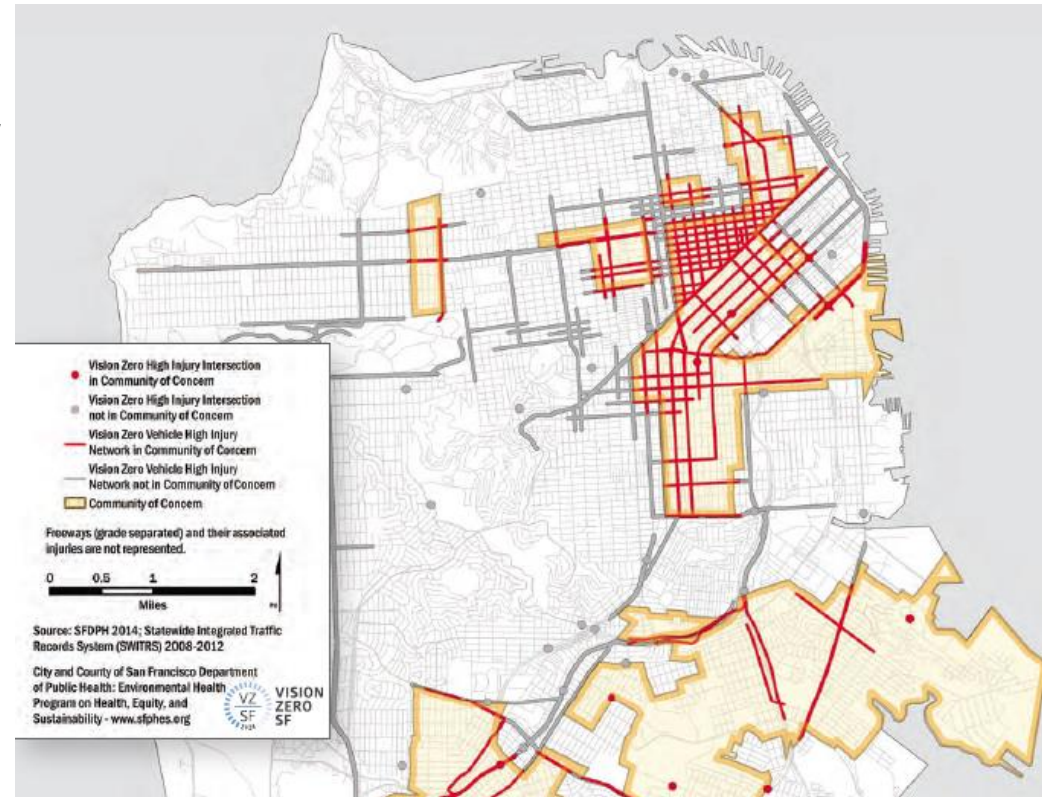 Vision Zero High Injury Intersection
in Community of Concern
Vision Zero High Injury Intersection
not in Community of Concern
Vision Zero Vehicle High Injury
Network in Community of Concern
Vision Zero Vehicle High Injury
Network not in Community of Concern
Community of Concern
Freeways (grade separated) and their associated
injuries are not represented.
0 0.5 1 2
Miles
Source: SFDPH 2014; Statewide Integrated Traffic
Records System (SWITRS) 2008-2012
City and County of San Francisco Department
of Public Health: Environmental Health
Program on Health, Equity, and
Sustainability - www.sfphes.org
VZ
SF
VISION
ZERO
SF